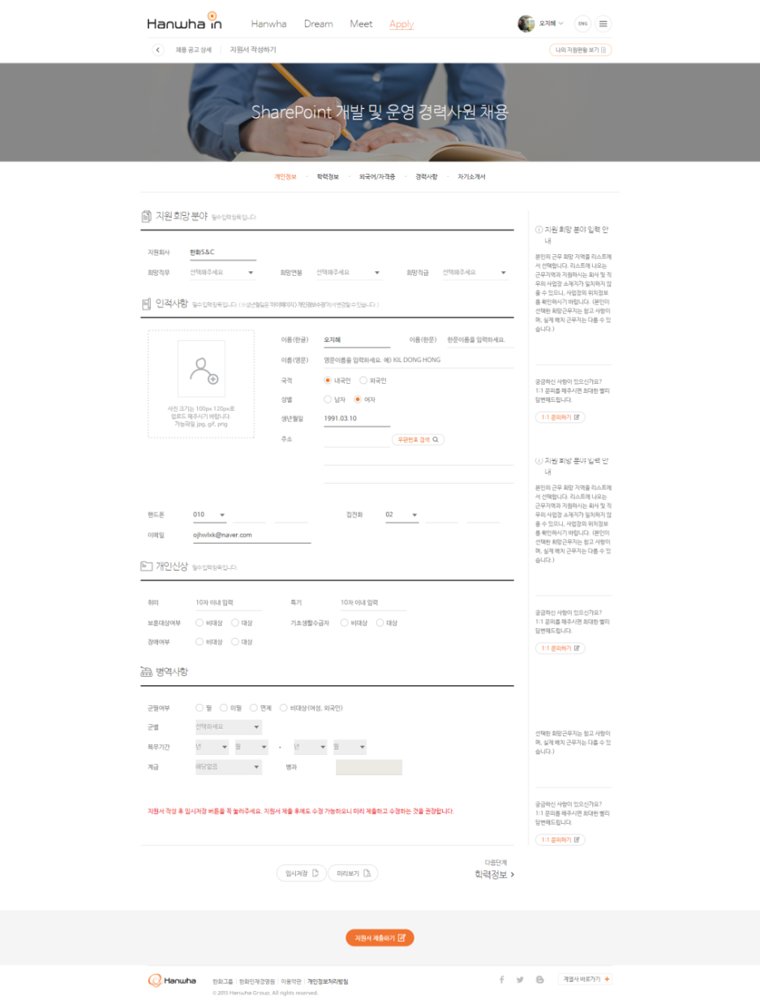 Hanwha in
Hanwha Dream Meet Apply
오지혜
ENG
채용 공고 상세
지원서 작성하기
나의 지원현황 보기
SharePoint 개발 및 운영 경력사원 채용
개인정보 · 학력정보 · 외국어/자격증 · 경력사항 · 자기소개서
지원 희망 분야 필수입력항목입니다.
지원회사 한화S&C
희망직무 선택해주세요 희망연봉 선택해주세요 희망직급 선택해주세요
인적사항 필수입력항목입니다. (※생년월일은 '마이페이지> 개인정보수정'에서 변경할 수 있습니다.)
사진 크기는 100px 120px로
업로드 해주시기 바랍니다.
가능파일 jpg, gif, png
이름(한글) 오지혜 이름(한문) 한문이름을 입력하세요.
이름(영문) 영문이름을 입력하세요. 예) KIL DONG HONG
국적 내국인 외국인
성별 남자 여자
생년월일 1991.03.10
주소 우편번호 검색
핸드폰 010 집전화 02
이메일 ojhwlxk@naver.com
개인신상 필수입력항목입니다.
취미 10자 이내 입력 특기 10자 이내 입력
보훈대상여부 비대상 대상 기초생활수급자 비대상 대상
장애여부 비대상 대상
병역사항
군필여부 필 미필 면제 비대상(여성, 외국인)
군별 선택하세요
복무기간 년 월 - 년 월
계급 해당없음 병과
지원서 작성 후 임시저장 버튼을 꼭 눌러주세요. 지원서 제출 후에도 수정 가능하오니 미리 제출하고 수정하는 것을 권장합니다.
임시저장
미리보기
다음단계
학력정보 >
지원 희망 분야 입력 안
내
본인의 근무 희망 지역을 리스트에
서 선택합니다. 리스트에 나오는
근무지역과 지원하시는 회사 및 직
무의 사업장 소재지가 일치하지 않
을 수 있으니, 사업장의 위치정보
를 확인하시기 바랍니다. (본인이
선택한 희망근무지는 참고 사항이
며, 실제 배치 근무지는 다를 수 있
습니다.)
궁금하신 사항이 있으신가요?
1:1 문의를 해주시면 최대한 빨리
답변해드립니다.
1:1 문의하기
지원 희망 분야 입력 안
내
본인의 근무 희망 지역을 리스트에
서 선택합니다. 리스트에 나오는
근무지역과 지원하시는 회사 및 직
무의 사업장 소재지가 일치하지 않
을 수 있으니, 사업장의 위치정보
를 확인하시기 바랍니다. (본인이
선택한 희망근무지는 참고 사항이
며, 실제 배치 근무지는 다를 수 있
습니다.)
궁금하신 사항이 있으신가요?
1:1 문의를 해주시면 최대한 빨리
답변해드립니다.
1:1 문의하기
선택한 희망근무지는 참고 사항이
며, 실제 배치 근무지는 다를 수 있
습니다.)
궁금하신 사항이 있으신가요?
1:1 문의를 해주시면 최대한 빨리
답변해드립니다.
1:1 문의하기
지원서 제출하기
Hanwha
한화그룹 | 한화인재경영원 | 이용약관 | 개인정보처리방침
© 2015 Hanwha Group. All rights reserved.
계열사 바로가기 +